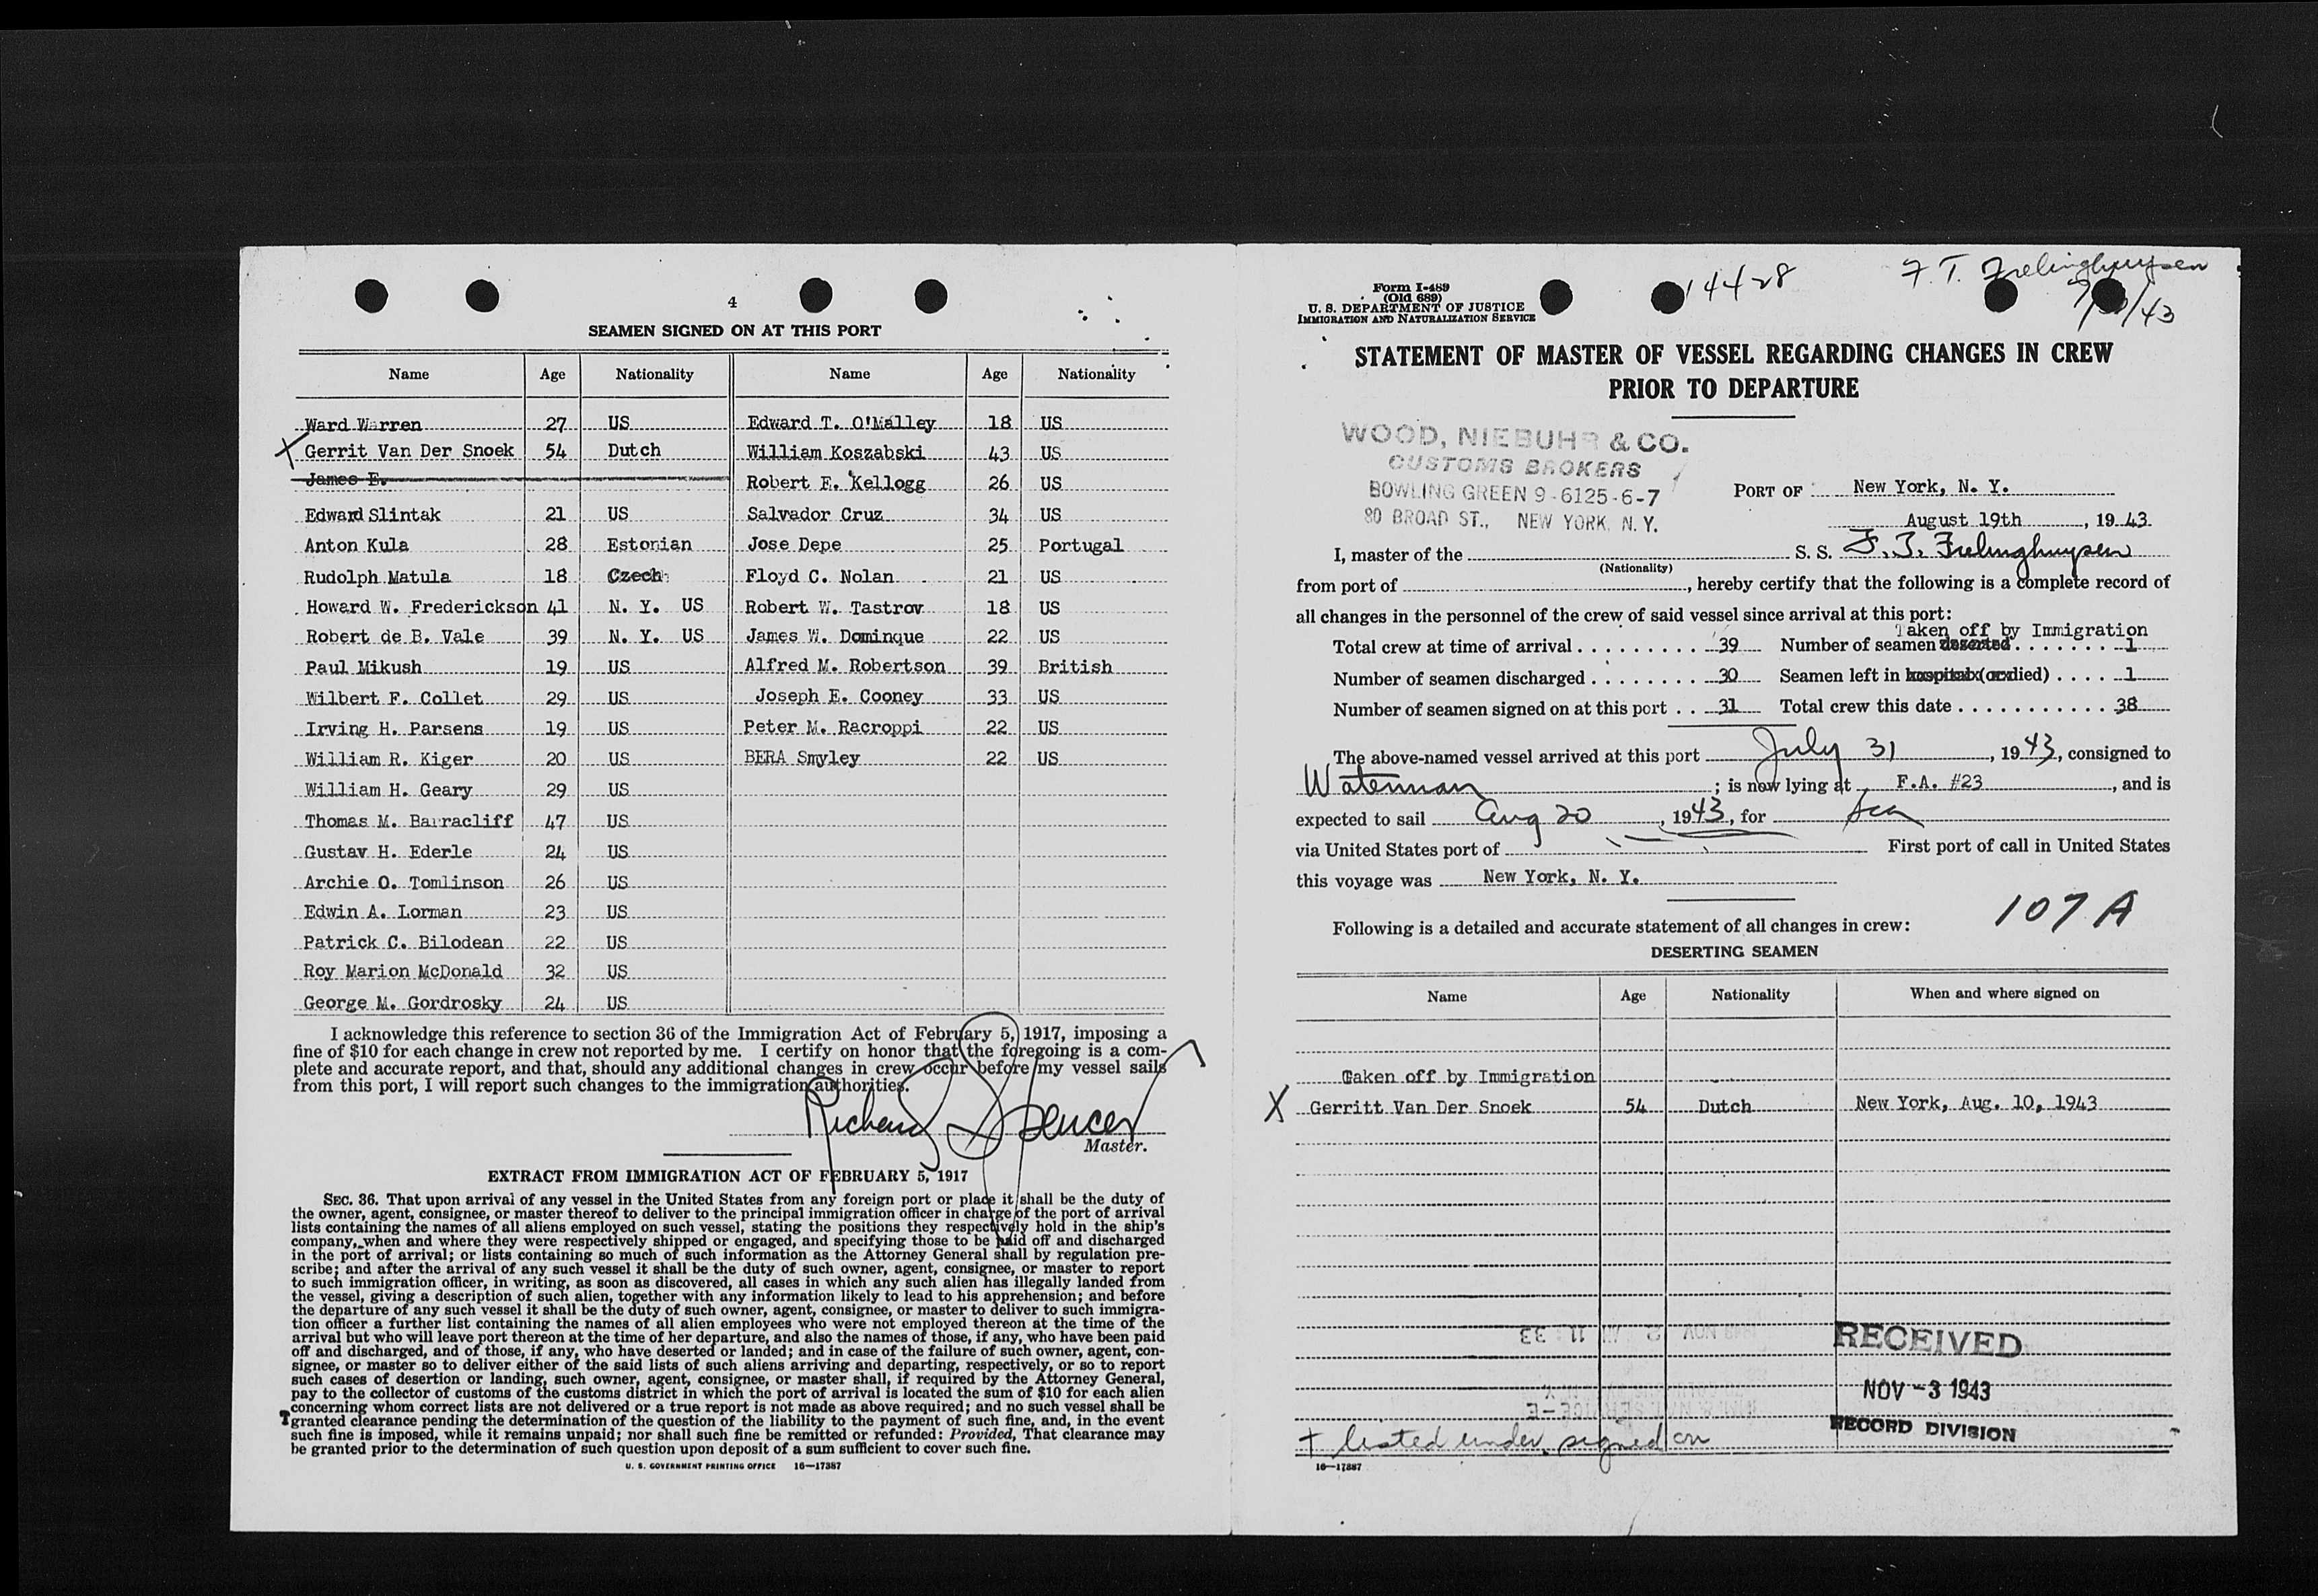 4
SEAMEN SIGNED ON AT THIS PORT
Name Age Nationality Name Age Nationality
Ward Warren 27 US Edward T. O'Malley 18 US
X Gerrit Van Der Snoek 54 Dutch William Koszabski 43 US
James E. Robert E. Kellogg 26 US
Edward Slintak 21 US Salvador Cruz 34 US
Anton Kula 28 Estonian Jose Depe 25 Portugal
Rudolph Matula 18 Czech Floyd C. Nolan 21 US
Howard W. Frederickson 41 N. Y. US Robert W. Tastrov 18 US
Robert de B. Vale 39 N. Y. US James W. Dominque 22 US
Paul Mikush 19 US Alfred M. Robertson 39 British
Wilbert F. Collet 29 US Joseph E. Cooney 33 US
Irving H. Parsens 19 US Peter M. Racroppi 22 US
William R. Kiger 20 US BERA Smyley 22 US
William H. Geary 29 US
Thomas M. Barracliff 47 US
Gustav H. Ederle 24 US
Archie O. Tomlinson 26 US
Edwin A. Lorman 23 US
Patrick C. Bilodean 22 US
Roy Marion McDonald 32 US
George M. Gordrosky 24 US
I acknowledge this reference to section 36 of the Immigration Act of February 5, 1917, imposing a
fine of $10 for each change in crew not reported by me. I certify on honor that the foregoing is a com-
plete and accurate report, and that, should any additional changes in crew occur before my vessel sails
from this port, I will report such changes to the immigration authorities.
Richard Spencer
Master.
EXTRACT FROM IMMIGRATION ACT OF FEBRUARY 5, 1917
SEC. 36. That upon arrival of any vessel in the United States from any foreign port or place it shall be the duty of
the owner, agent, consignee, or master thereof to deliver to the principal immigration officer in charge of the port of arrival
lists containing the names of all aliens employed on such vessel, stating the positions they respectively hold in the ship's
company, when and where they were respectively shipped or engaged, and specifying those to be paid off and discharged
in the port of arrival; or lists containing so much of such information as the Attorney General shall by regulation pre-
scribe; and after the arrival of any such vessel it shall be the duty of such owner, agent, consignee, or master to report
to such immigration officer, in writing, as soon as discovered, all cases in which any such alien has illegally landed from
the vessel, giving a description of such alien, together with any information likely to lead to his apprehension; and before
the departure of any such vessel it shall be the duty of such owner, agent, consignee, or master to deliver to such immigra-
tion officer a further list containing the names of all alien employees who were not employed thereon at the time of the
arrival but who will leave port thereon at the time of her departure, and also the names of those, if any, who have been paid
off and discharged, and of those, if any, who have deserted or landed; and in case of the failure of such owner, agent, con-
signee, or master so to deliver either of the said lists of such aliens arriving and departing, respectively, or so to report
such cases of desertion or landing, such owner, agent, consignee, or master shall, if required by the Attorney General,
pay to the collector of customs of the customs district in which the port of arrival is located the sum of $10 for each alien
concerning whom correct lists are not delivered or a true report is not made as above required; and no such vessel shall be
granted clearance pending the determination of the question of the liability to the payment of such fine, and, in the event
such fine is imposed, while it remains unpaid; nor shall such fine be remitted or refunded: Provided, That clearance may
be granted prior to the determination of such question upon deposit of a sum sufficient to cover such fine.
U. S. GOVERNMENT PRINTING OFFICE 16—17387
Form I-489
(Old 689)
U. S. DEPARTMENT OF JUSTICE
IMMIGRATION AND NATURALIZATION SERVICE
14428
F. T. Frelinghuysen
STATEMENT OF MASTER OF VESSEL REGARDING CHANGES IN CREW
PRIOR TO DEPARTURE
WOOD, NIEBUHR & CO.
CUSTOMS BROKERS
BOWLING GREEN 9-6125-6-7
80 BROAD ST., NEW YORK, N. Y.
PORT OF New York, N. Y.
August 19th, 19 43.
I, master of the S. S. F. T. Frelinghuysen
(Nationality)
from port of , hereby certify that the following is a complete record of
all changes in the personnel of the crew of said vessel since arrival at this port:
Taken off by Immigration
Total crew at time of arrival 39 Number of seamen deserted 1
Number of seamen discharged 30 Seamen left in hospital (or died) 1
Number of seamen signed on at this port 31 Total crew this date 38
The above-named vessel arrived at this port July 31, 1943, consigned to
Waterman; is now lying at F.A. #23, and is
expected to sail Aug 20, 1943, for Sea
via United States port of First port of call in United States
this voyage was New York, N. Y.
107 A
Following is a detailed and accurate statement of all changes in crew:
DESERTING SEAMEN
Name Age Nationality When and where signed on
Taken off by Immigration
X Gerritt Van Der Snoek 54 Dutch New York, Aug. 10, 1943
RECEIVED
NOV -3 1943
RECORD DIVISION
+ listed under signed on
16—17387